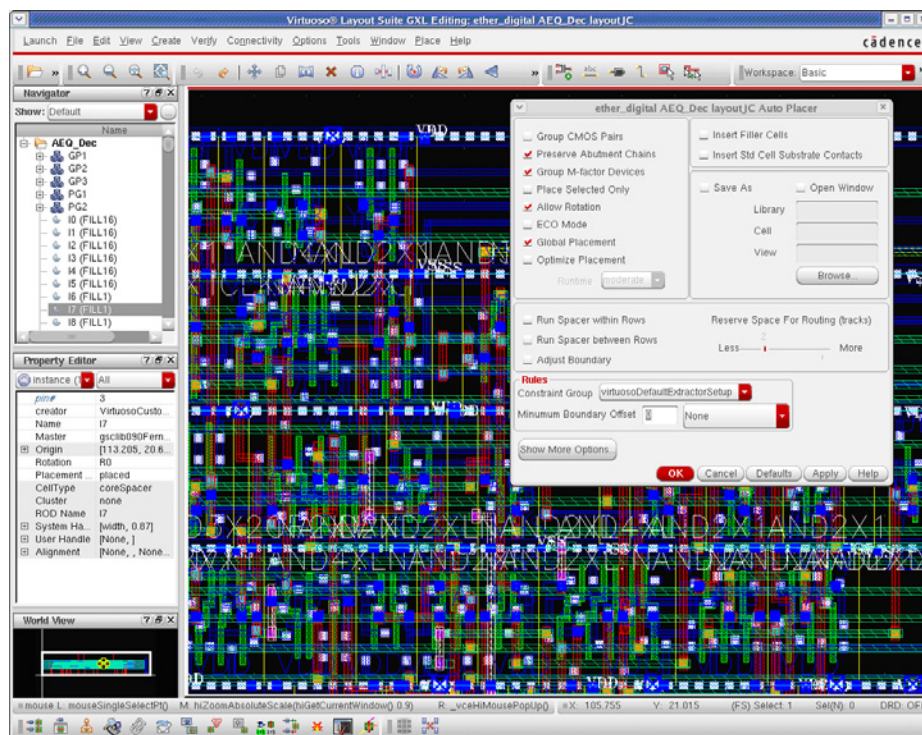 Virtuoso® Layout Suite GXL Editing: ether_digital AEQ_Dec layoutJC
Launch File Edit View Create Verify Connectivity Options Tools Window Place Help
cādence
Workspace: Basic
Navigator
Show: Default
Name
AEQ_Dec
GP1
GP2
GP3
PG1
PG2
I0 (FILL16)
I1 (FILL16)
I2 (FILL16)
I3 (FILL16)
I4 (FILL16)
I5 (FILL16)
I6 (FILL1)
I7 (FILL1)
I8 (FILL1)
Property Editor
All
pin# 3
creator VirtuosoCusto...
Name I7
Master gsclib090Fern...
Origin [113.205, 20.6...
Rotation R0
Placement ... placed
CellType coreSpacer
Cluster none
ROD Name I7
System Ha... [width, 0.87]
User Handle [None, ]
Alignment [None, , None...
World View
VDD
VSS
VDD
ether_digital AEQ_Dec layoutJC Auto Placer
Group CMOS Pairs
Preserve Abutment Chains
Group M-factor Devices
Place Selected Only
Allow Rotation
ECO Mode
Global Placement
Optimize Placement
Runtime moderate
Insert Filler Cells
Insert Std Cell Substrate Contacts
Save As Open Window
Library
Cell
View
Browse...
Run Spacer within Rows
Run Spacer between Rows
Adjust Boundary
Reserve Space For Routing (tracks)
2
Less More
Rules
Constraint Group virtuosoDefaultExtractorSetup
Minimum Boundary Offset 0 None
Show More Options...
OK Cancel Defaults Apply Help
mouse L: mouseSingleSelectPt() M: hiZoomAbsoluteScale(hiGetCurrentWindow() 0.9) R: _vceHiMousePopUp() X: 105.755 Y: 21.015 (FS) Select: 1 Sel(N): 0 DRD: OFF